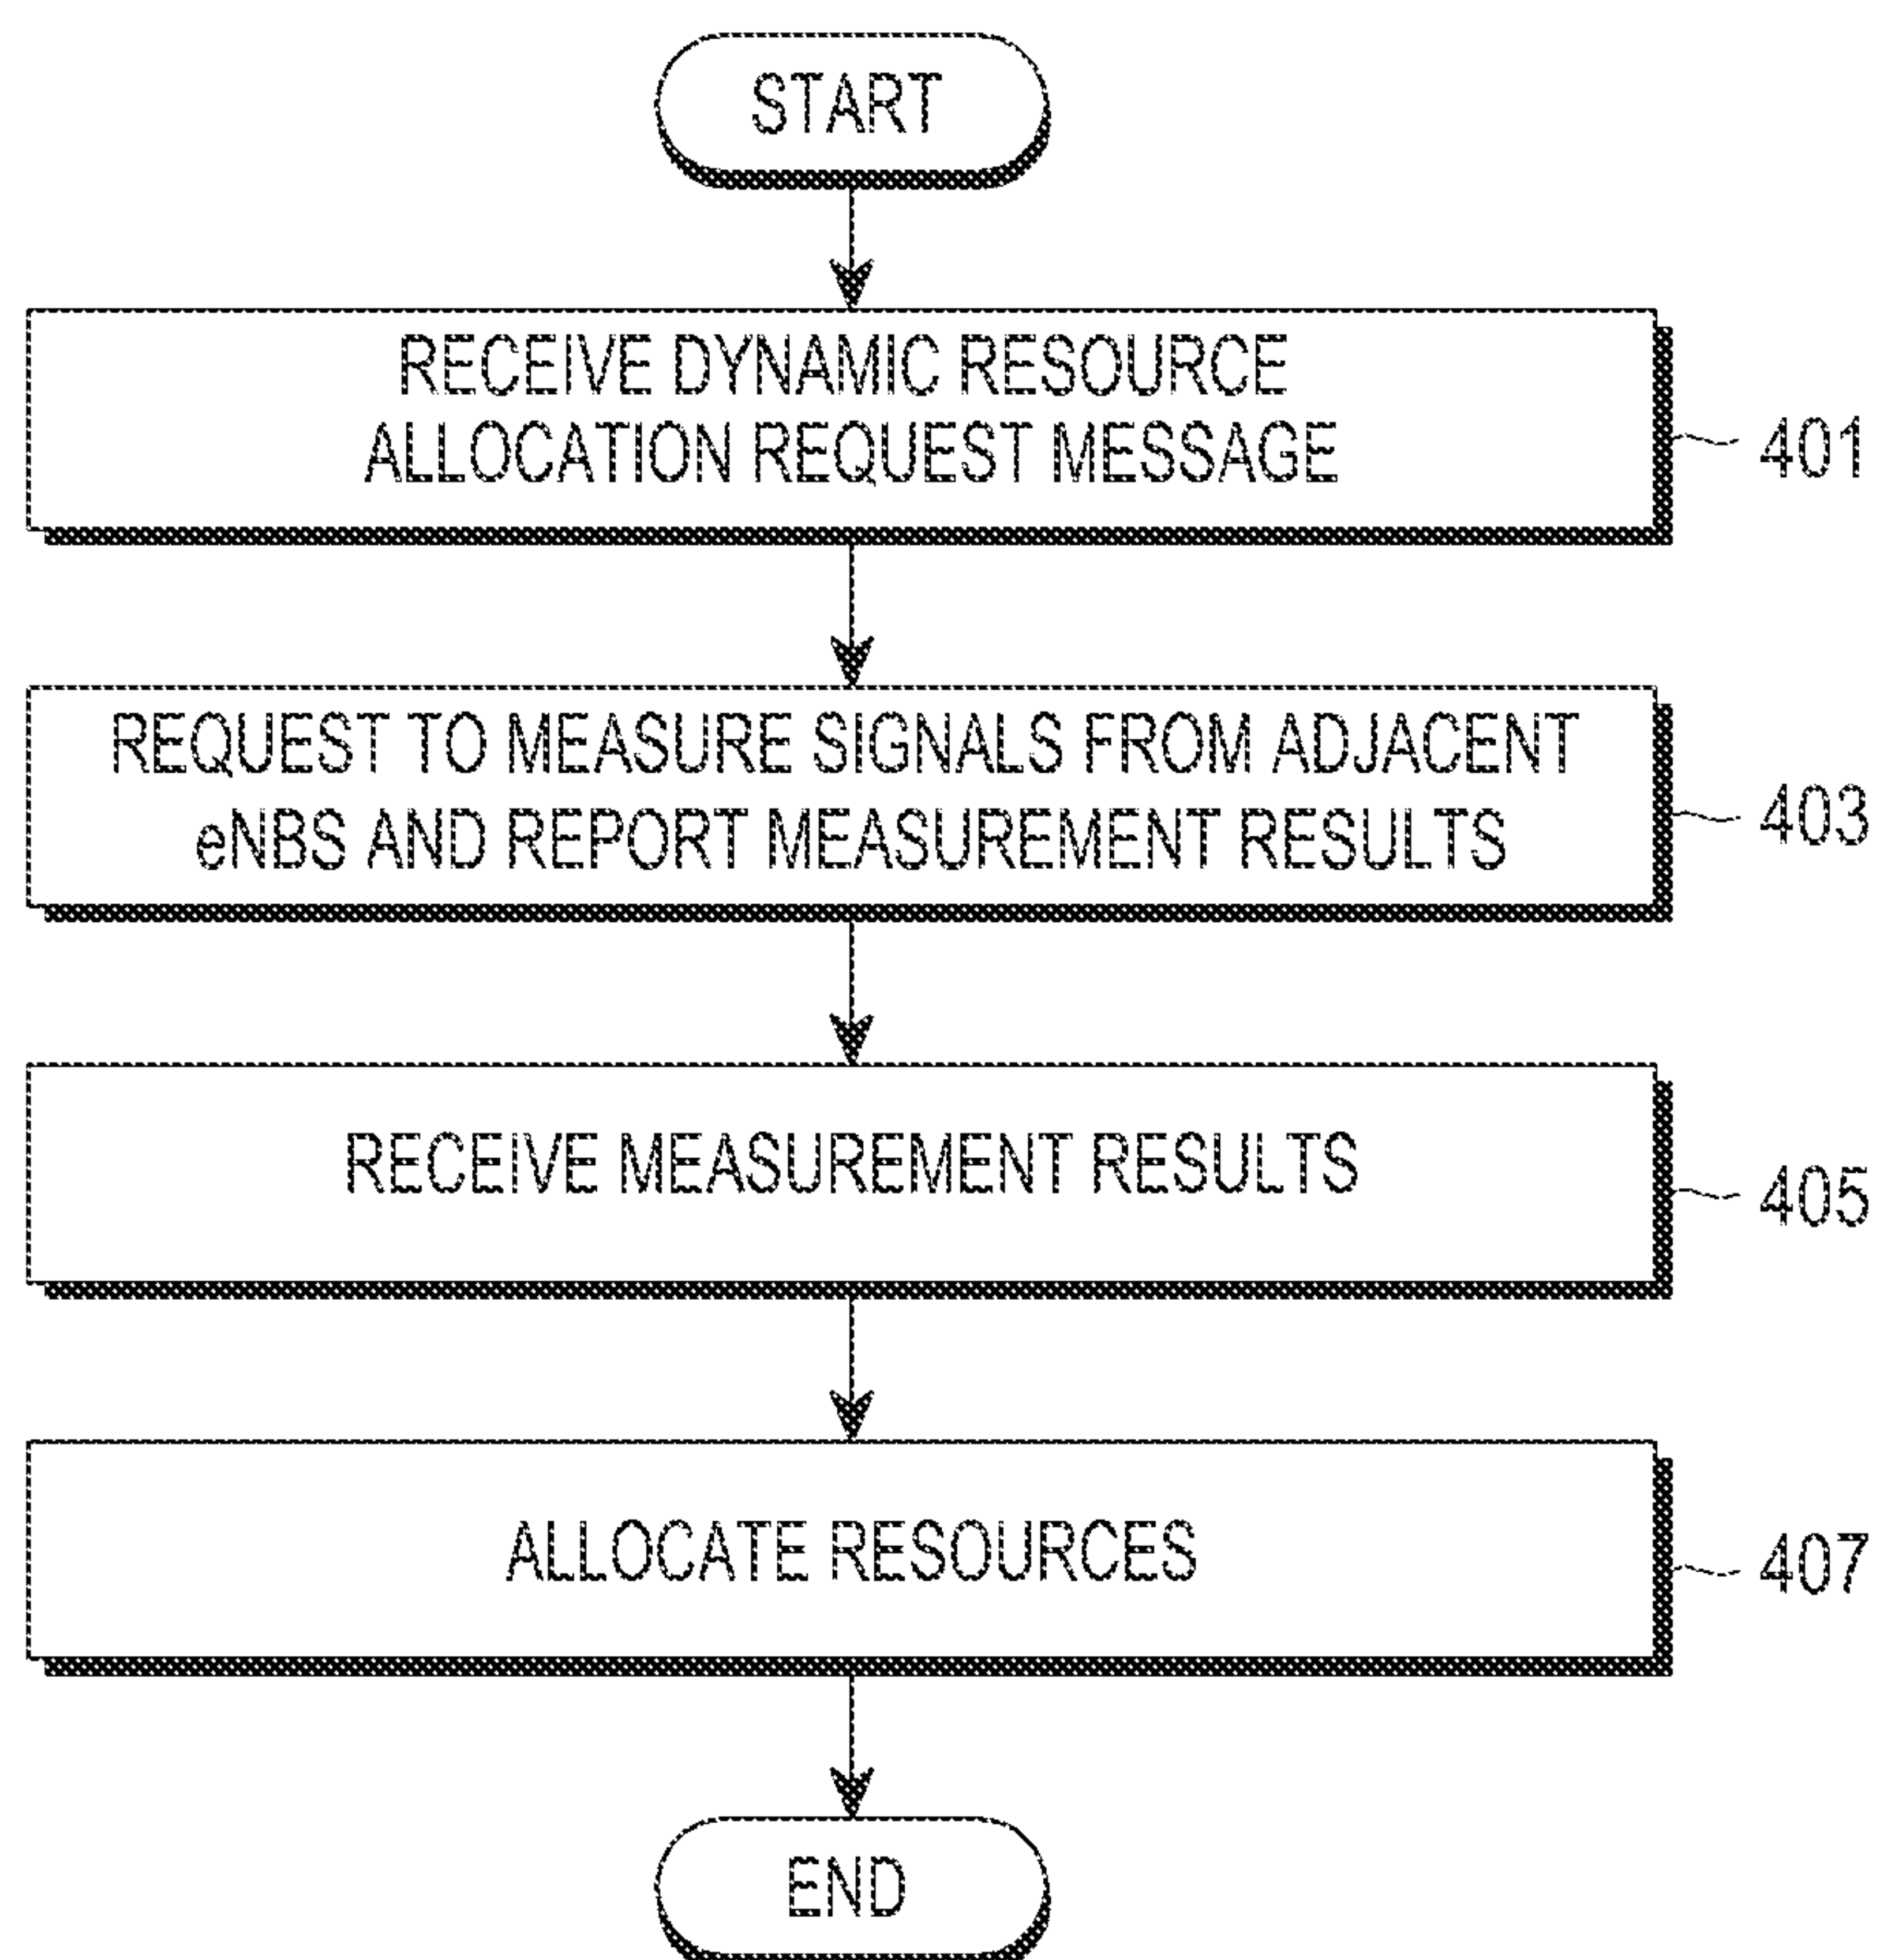 START
RECEIVE DYNAMIC RESOURCE
ALLOCATION REQUEST MESSAGE
401
REQUEST TO MEASURE SIGNALS FROM ADJACENT
eNBS AND REPORT MEASUREMENT RESULTS
403
RECEIVE MEASUREMENT RESULTS
405
ALLOCATE RESOURCES
407
END